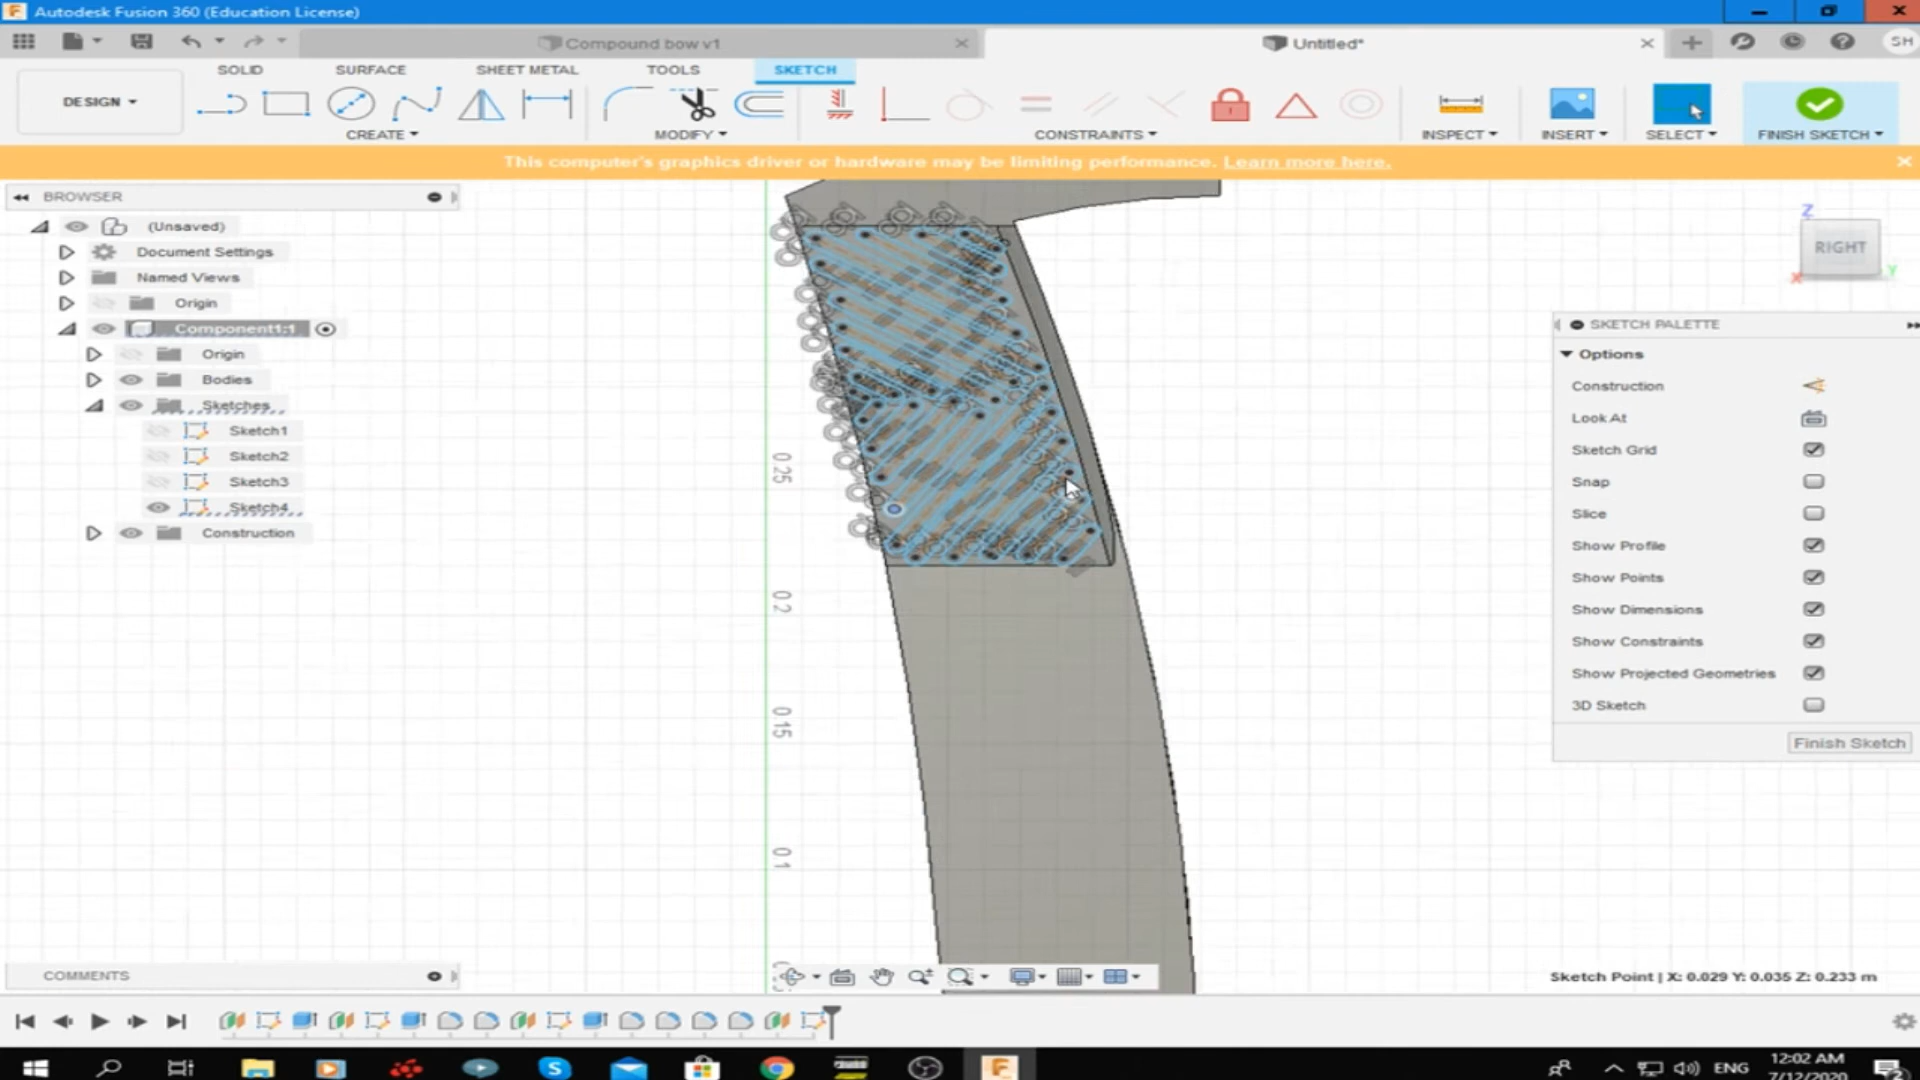 Autodesk Fusion 360 (Education License)
Compound bow v1
Untitled*
SH
SOLID
SURFACE
SHEET METAL
TOOLS
SKETCH
DESIGN
CREATE
MODIFY
CONSTRAINTS
INSPECT
INSERT
SELECT
FINISH SKETCH
This computer's graphics driver or hardware may be limiting performance. Learn more here.
BROWSER
(Unsaved)
Document Settings
Named Views
Origin
Component1:1
Origin
Bodies
Sketches
Sketch1
Sketch2
Sketch3
Sketch4
Construction
0.25
0.2
0.15
0.1
Z
RIGHT
X
Y
SKETCH PALETTE
Options
Construction
Look At
Sketch Grid
Snap
Slice
Show Profile
Show Points
Show Dimensions
Show Constraints
Show Projected Geometries
3D Sketch
Finish Sketch
COMMENTS
Sketch Point | X: 0.029 Y: 0.035 Z: 0.233 m
ENG
12:02 AM
7/12/2020
2